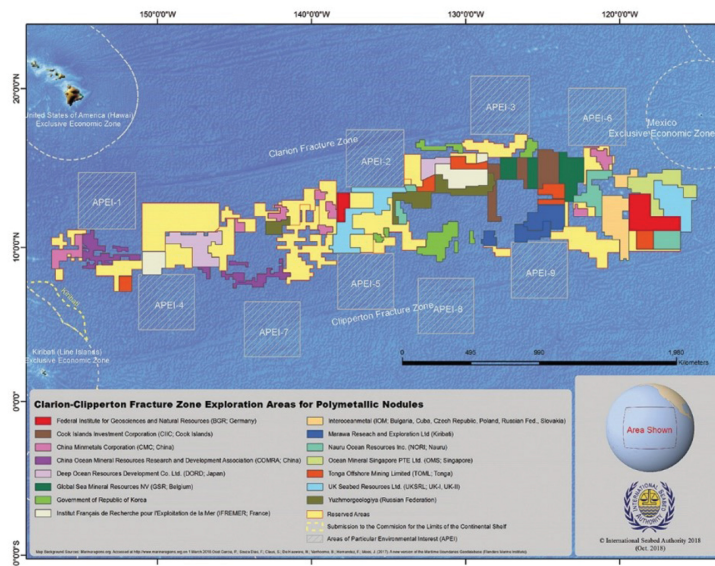 150°0'0"W
140°0'0"W
130°0'0"W
120°0'0"W
20°0'0"N
10°0'0"N
0°0'0"N
0°0'0"S
United States of America (Hawaii)
Exclusive Economic Zone
Mexico
Exclusive Economic Zone
Clarion Fracture Zone
Clipperton Fracture Zone
APEI-1
APEI-2
APEI-3
APEI-6
APEI-4
APEI-5
APEI-7
APEI-8
APEI-9
Kiribati
Kiribati (Line Islands)
Exclusive Economic Zone
0
495
990
1,980
Kilometers
Clarion-Clipperton Fracture Zone Exploration Areas for Polymetallic Nodules
Federal Institute for Geosciences and Natural Resources (BGR; Germany)
Cook Islands Investment Corporation (CIIC; Cook Islands)
China Minmetals Corporation (CMC; China)
China Ocean Mineral Resources Research and Development Association (COMRA; China)
Deep Ocean Resources Development Co. Ltd. (DORD; Japan)
Global Sea Mineral Resources NV (GSR; Belgium)
Government of Republic of Korea
Institut Français de Recherche pour l'Exploitation de la Mer (IFREMER; France)
Interoceanmetal (IOM; Bulgaria, Cuba, Czech Republic, Poland, Russian Fed., Slovakia)
Marawa Reseach and Exploration Ltd (Kiribati)
Nauru Ocean Resources Inc. (NORI; Nauru)
Ocean Mineral Singapore PTE Ltd. (OMS; Singapore)
Tonga Offshore Mining Limited (TOML; Tonga)
UK Seabed Resources Ltd. (UKSRL; UK-I, UK-II)
Yuzhmorgeologiya (Russian Federation)
Reserved Areas
Submission to the Commision for the Limits of the Continental Shelf
Areas of Particular Environmental Interest (APEI)
Area Shown
INTERNATIONAL SEABED AUTHORITY
© International Seabed Authority 2018
(Oct. 2018)